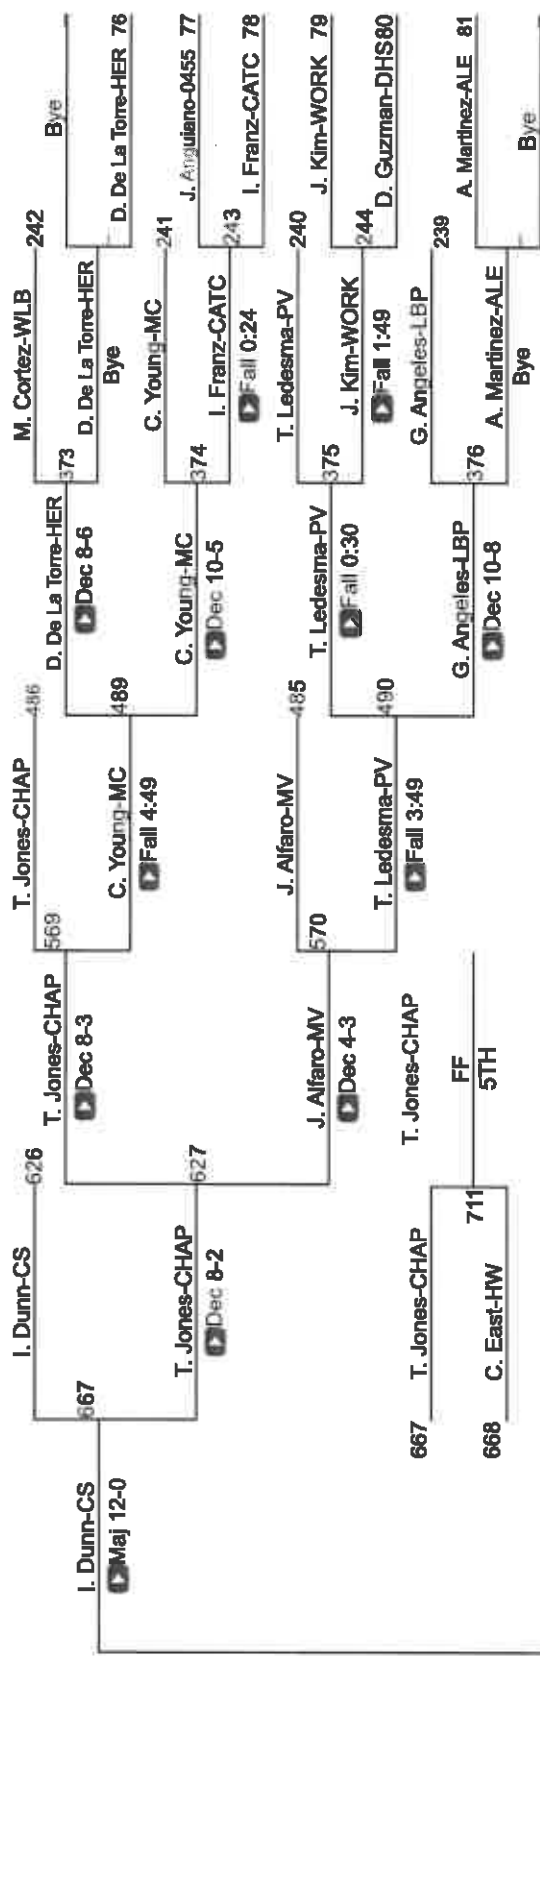 I. Dunn-CS
Maj 12-0
I. Dunn-CS
667
T. Jones-CHAP
Dec 8-2
667 T. Jones-CHAP
668 C. East-HW
711
626
T. Jones-CHAP
Dec 8-3
627
J. Alfaro-MV
Dec 4-3
T. Jones-CHAP
FF
5TH
T. Jones-CHAP
569
C. Young-MC
Fall 4:49
J. Alfaro-MV
570
T. Ledesma-PV
Fall 3:49
486
D. De La Torre-HER
Dec 8-6
489
C. Young-MC
Dec 10-5
485
T. Ledesma-PV
Fall 0:30
490
G. Angeles-LBP
Dec 10-8
M. Cortez-WLB
373
D. De La Torre-HER
Bye
C. Young-MC
374
I. Franz-CATC
Fall 0:24
T. Ledesma-PV
375
J. Kim-WORK
Fall 1:49
G. Angeles-LBP
376
A. Martinez-ALE
Bye
242
Bye
D. De La Torre-HER 76
241
J. Anguiano-0455 77
243
I. Franz-CATC 78
240
J. Kim-WORK 79
244
D. Guzman-DHS 80
239
A. Martinez-ALE 81
Bye